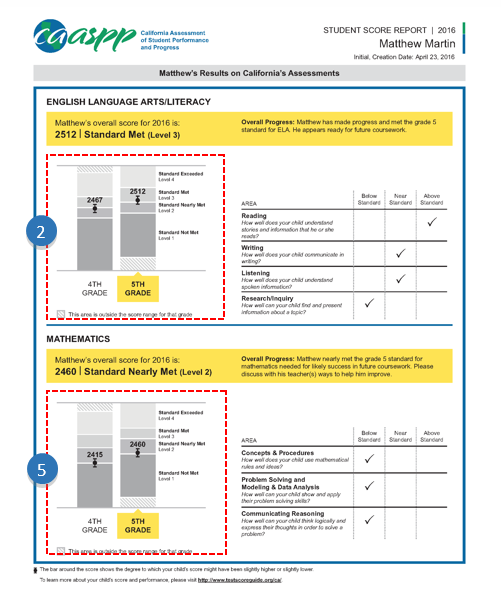 caaspp
California Assessment
of Student Performance
and Progress
STUDENT SCORE REPORT | 2016
Matthew Martin
Initial, Creation Date: April 23, 2016
Matthew's Results on California's Assessments
ENGLISH LANGUAGE ARTS/LITERACY
Matthew's overall score for 2016 is:
2512 | Standard Met (Level 3)
Overall Progress: Matthew has made progress and met the grade 5
standard for ELA. He appears ready for future coursework.
2
2467
2512
Standard Exceeded
Level 4
Standard Met
Level 3
Standard Nearly Met
Level 2
Standard Not Met
Level 1
4TH
GRADE
5TH
GRADE
This area is outside the score range for that grade
AREA
Below
Standard
Near
Standard
Above
Standard
Reading
How well does your child understand
stories and information that he or she
reads?
Writing
How well does your child communicate in
writing?
Listening
How well does your child understand
spoken information?
Research/Inquiry
How well can your child find and present
information about a topic?
MATHEMATICS
Matthew's overall score for 2016 is:
2460 | Standard Nearly Met (Level 2)
Overall Progress: Matthew nearly met the grade 5 standard for
mathematics needed for likely success in future coursework. Please
discuss with his teacher(s) ways to help him improve.
5
2415
2460
Standard Exceeded
Level 4
Standard Met
Level 3
Standard Nearly Met
Level 2
Standard Not Met
Level 1
4TH
GRADE
5TH
GRADE
This area is outside the score range for that grade
AREA
Below
Standard
Near
Standard
Above
Standard
Concepts & Procedures
How well does your child use mathematical
rules and ideas?
Problem Solving and
Modeling & Data Analysis
How well can your child show and apply
their problem solving skills?
Communicating Reasoning
How well can your child think logically and
express their thoughts in order to solve a
problem?
The bar around the score shows the degree to which your child's score might have been slightly higher or slightly lower.
To learn more about your child's score and performance, please visit http://www.testscoreguide.org/ca/